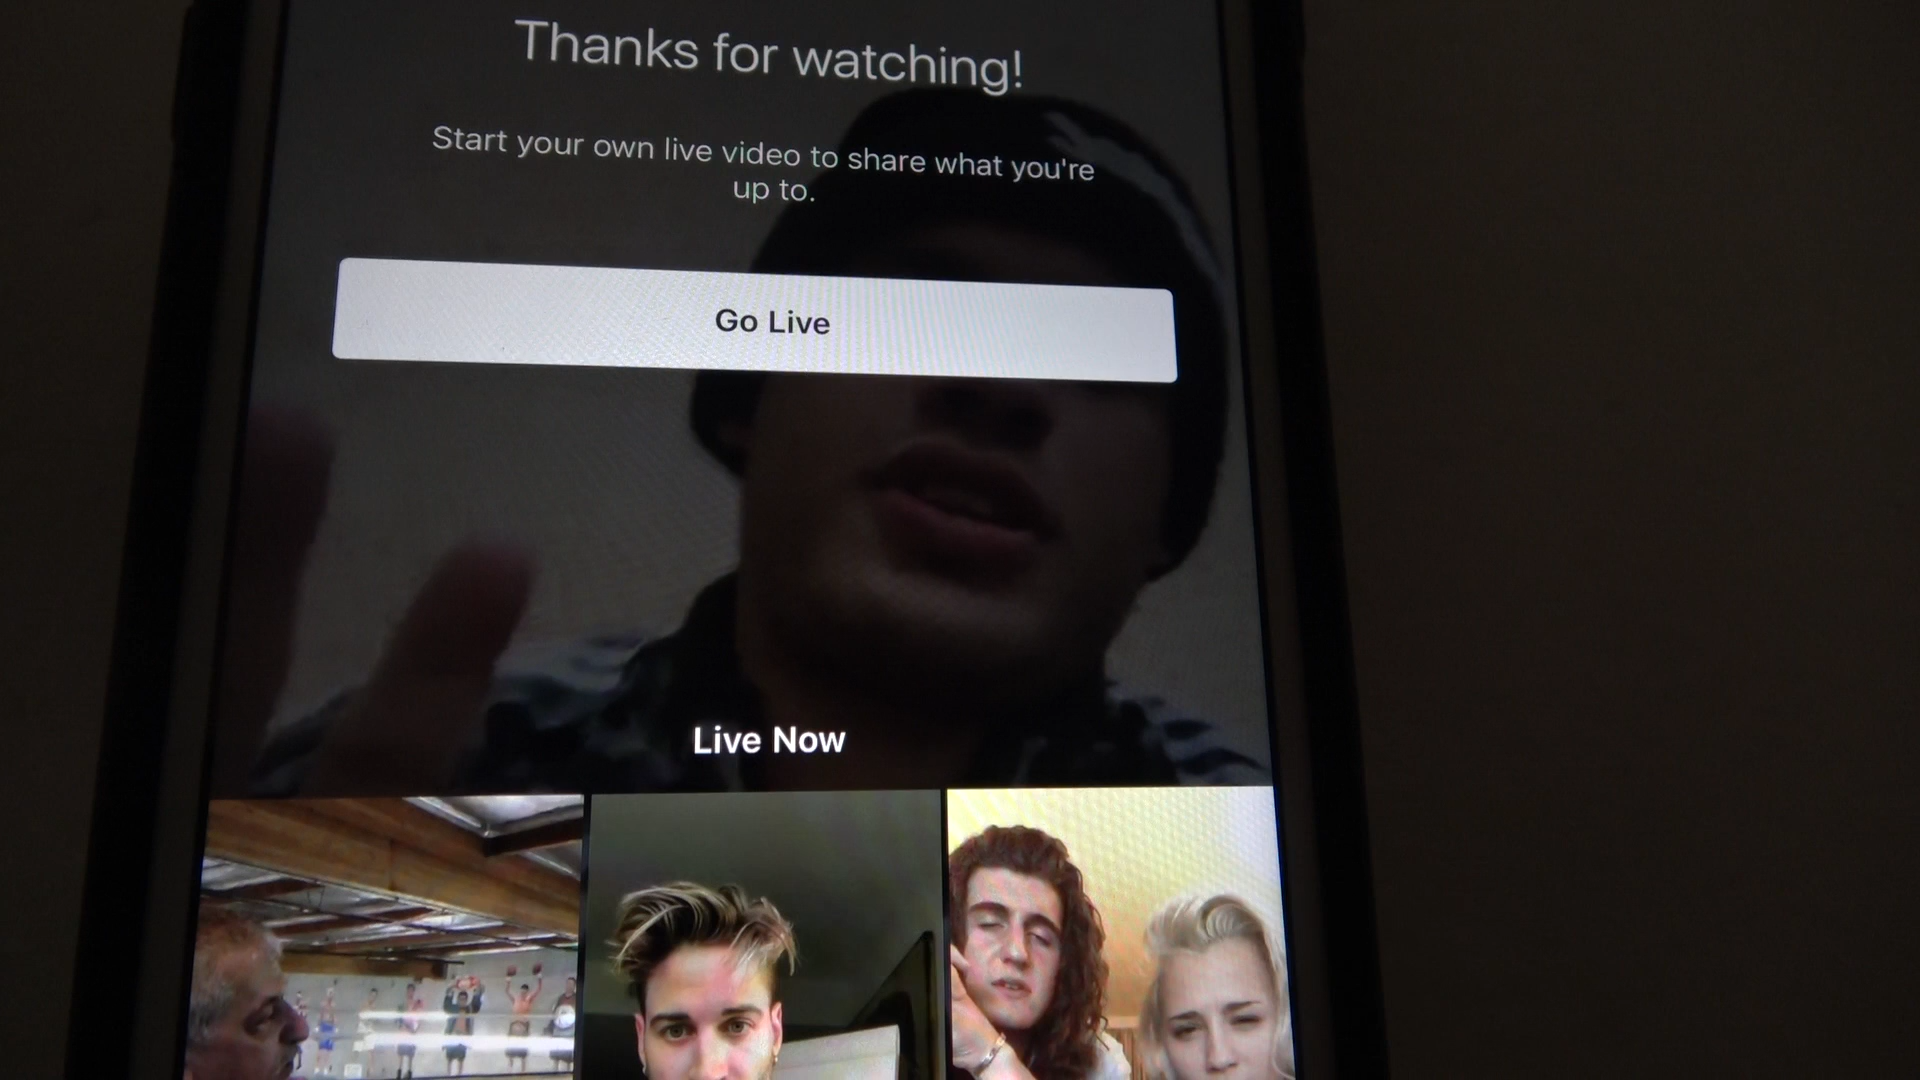 Thanks for watching!
Start your own live video to share what you're
up to.
Go Live
Live Now